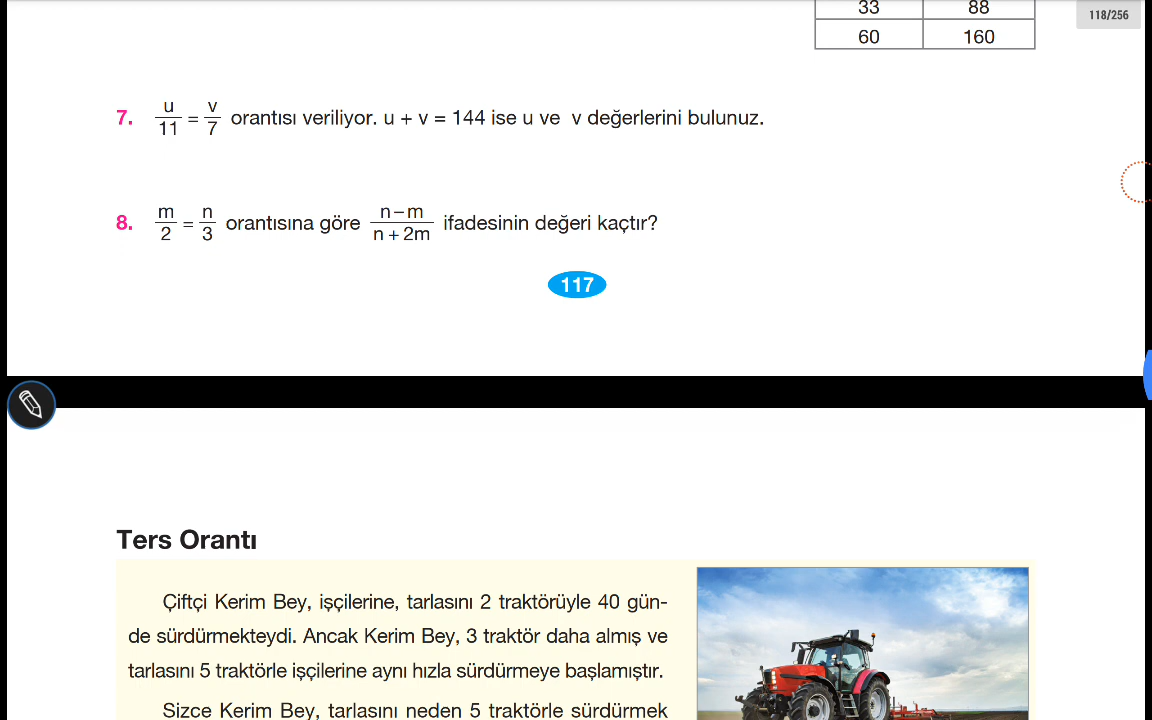 118/256
33 88
60 160
7. u/11 = v/7 orantısı veriliyor. u + v = 144 ise u ve v değerlerini bulunuz.
8. m/2 = n/3 orantısına göre n−m/n + 2m ifadesinin değeri kaçtır?
117
Ters Orantı
Çiftçi Kerim Bey, işçilerine, tarlasını 2 traktörüyle 40 gün-
de sürdürmekteydi. Ancak Kerim Bey, 3 traktör daha almış ve
tarlasını 5 traktörle işçilerine aynı hızla sürdürmeye başlamıştır.
Sizce Kerim Bey, tarlasını neden 5 traktörle sürdürmek